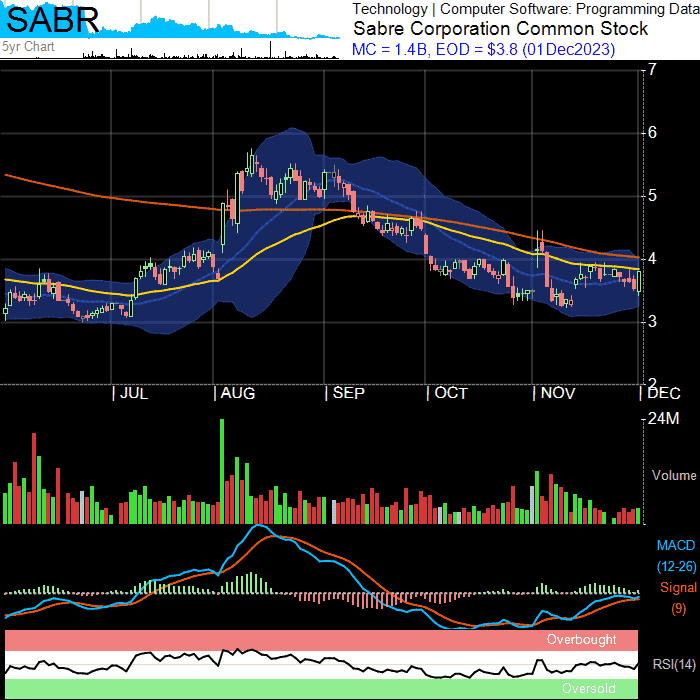 SABR
5yr Chart
Technology | Computer Software: Programming Data
Sabre Corporation Common Stock
MC = 1.4B, EOD = $3.8 (01Dec2023)
7
6
5
4
3
2
JUL AUG SEP OCT NOV DEC
24M
Volume
MACD
(12-26)
Signal
(9)
Overbought
RSI(14)
Oversold